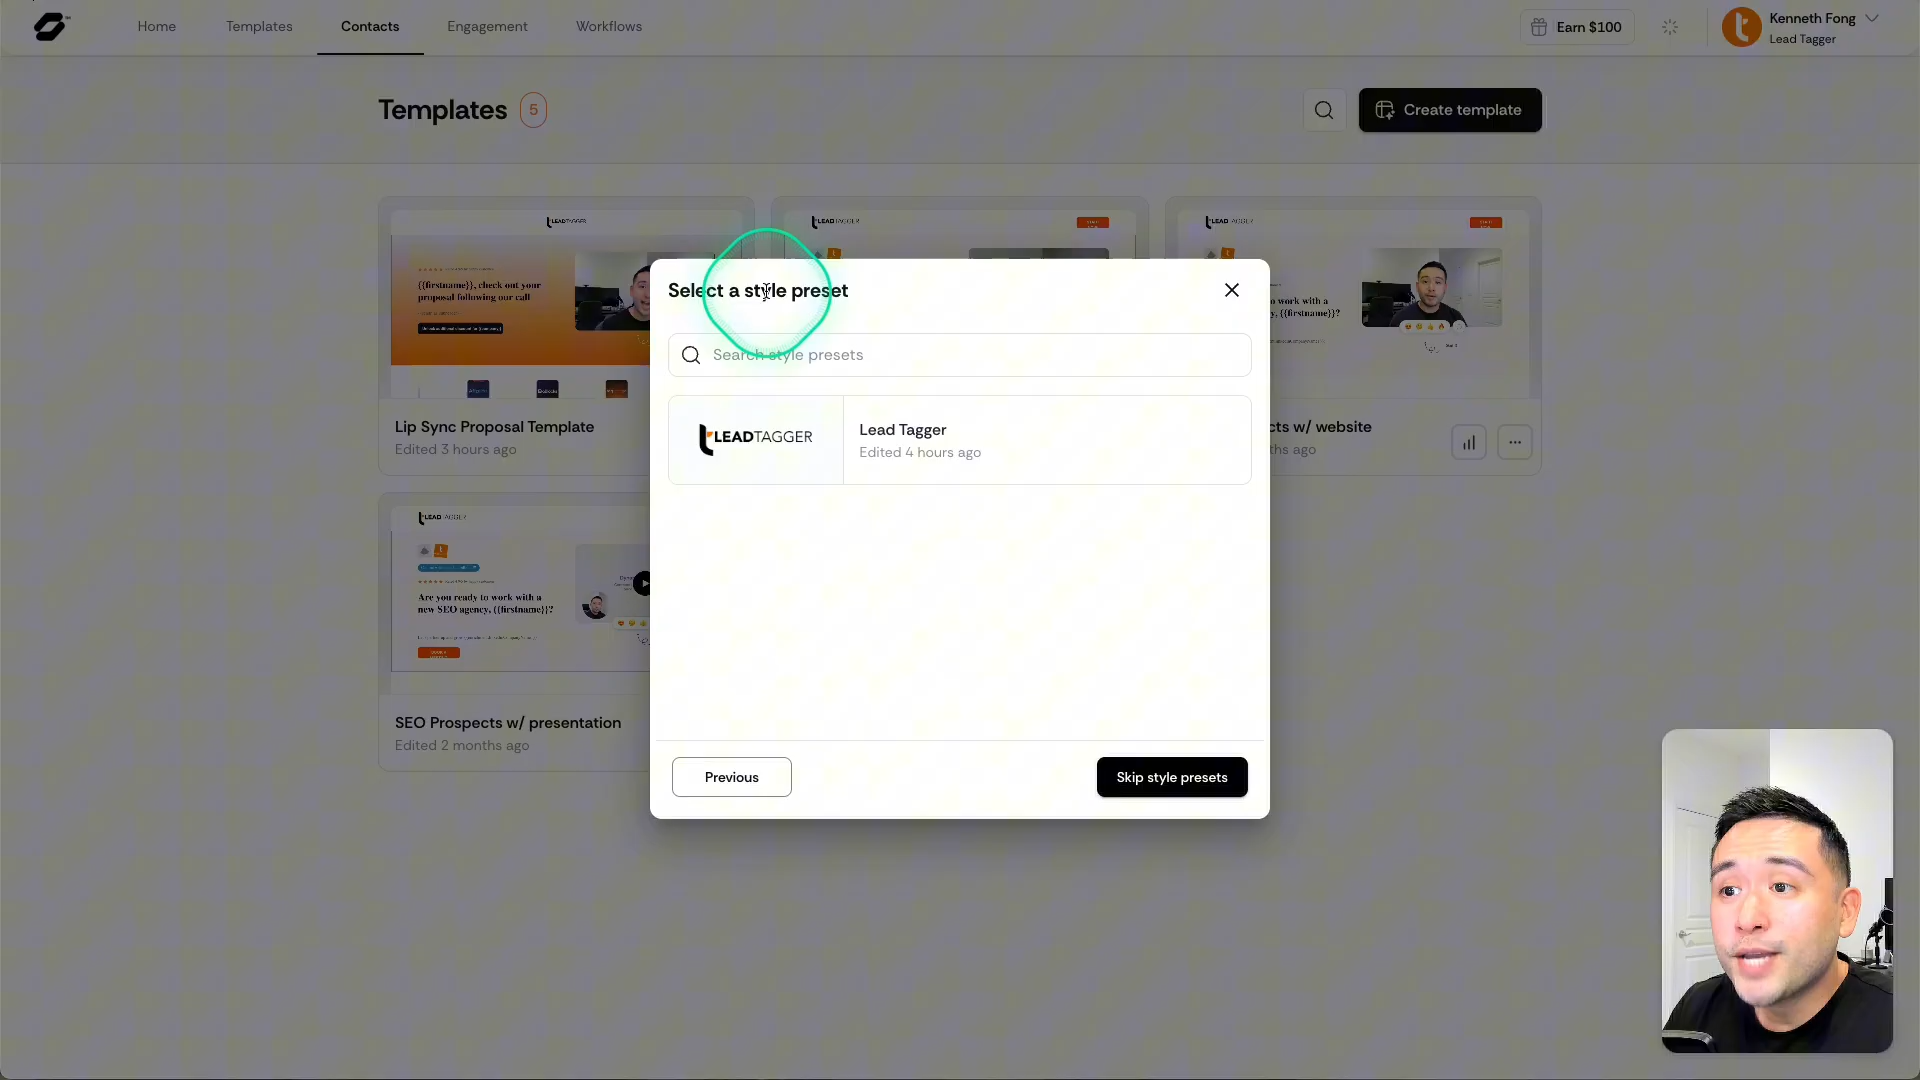 Home
Templates
Contacts
Engagement
Workflows
Earn $100
Kenneth Fong
Lead Tagger
Templates 5
Create template
LEADTAGGER
{{firstname}}, check out your
proposal following our call
Lip Sync Proposal Template
Edited 3 hours ago
Select a style preset
Search style presets
LEADTAGGER
Lead Tagger
Edited 4 hours ago
Previous
Skip style presets
{{firstname}}?
cts w/ website
hs ago
Are you ready to work with a
new SEO agency, {{firstname}}?
SEO Prospects w/ presentation
Edited 2 months ago